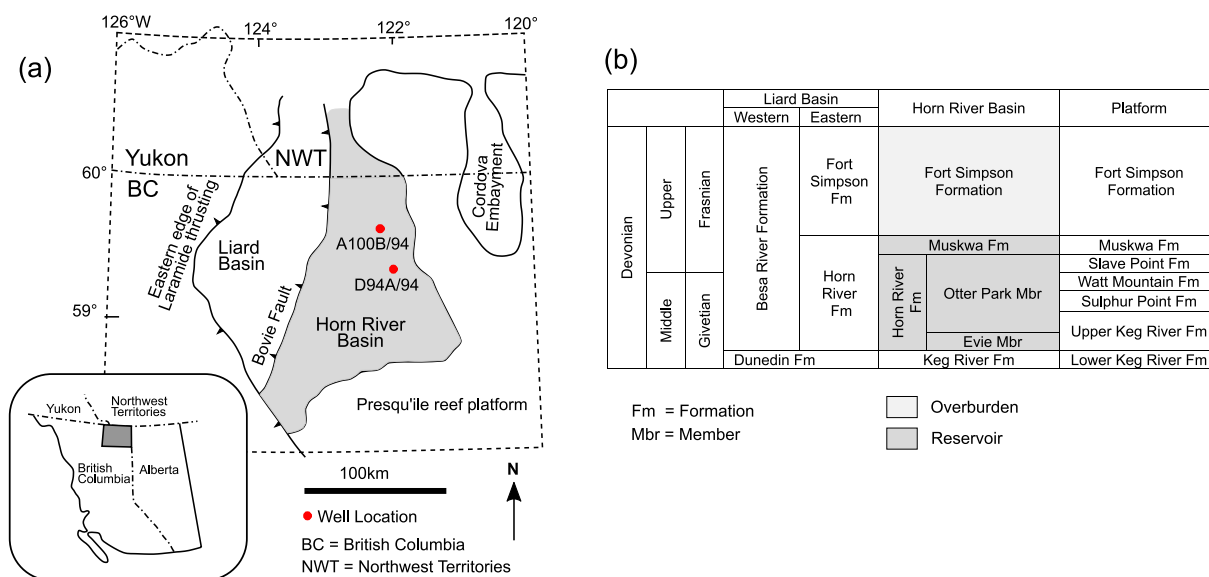 (a)
126°W
124°
122°
120°
60°
59°
Yukon
BC
NWT
Eastern edge of
Laramide thrusting
Liard
Basin
Bovie Fault
A100B/94
D94A/94
Horn River
Basin
Cordova
Embayment
Presqu'ile reef platform
Yukon
Northwest
Territories
British
Columbia
Alberta
100km
N
Well Location
BC = British Columbia
NWT = Northwest Territories
(b)
Liard Basin
Western
Eastern
Horn River Basin
Platform
Devonian
Upper
Middle
Frasnian
Givetian
Besa River Formation
Fort
Simpson
Fm
Horn
River
Fm
Dunedin Fm
Fort Simpson
Formation
Muskwa Fm
Horn River
Fm
Otter Park Mbr
Evie Mbr
Keg River Fm
Fort Simpson
Formation
Muskwa Fm
Slave Point Fm
Watt Mountain Fm
Sulphur Point Fm
Upper Keg River Fm
Lower Keg River Fm
Fm = Formation
Mbr = Member
Overburden
Reservoir